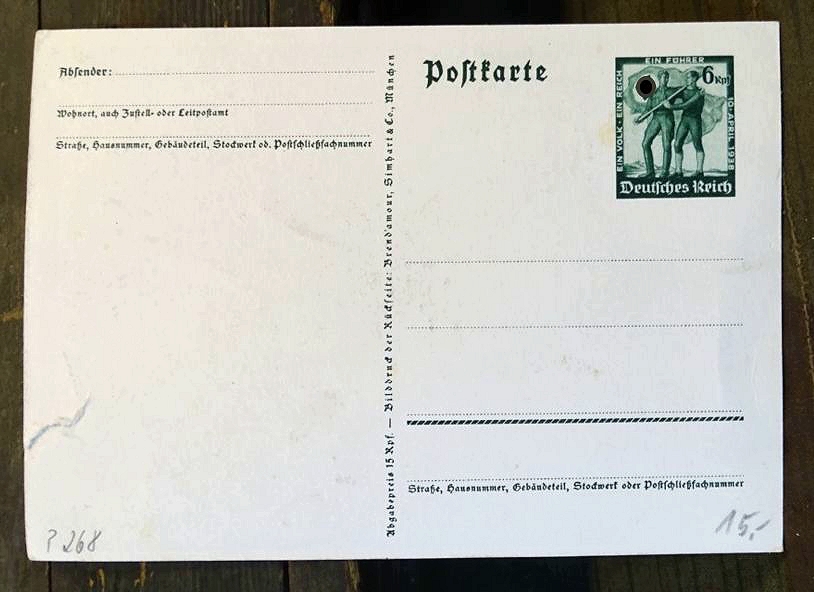 Absender:
Wohnort, auch Zustell- oder Leitpostamt
Straße, Hausnummer, Gebäudeteil, Stockwerk od. Postschließfachnummer
Abgabepreis 15 Rpf. — Bilddruck der Rückseite: Brend'amour, Simhart & Co., München
Postkarte
EIN VOLK · EIN REICH
EIN FÜHRER
6 Rpf
10. APRIL 1938
Deutsches Reich
Straße, Hausnummer, Gebäudeteil, Stockwerk oder Postschließfachnummer
P 268
15,-